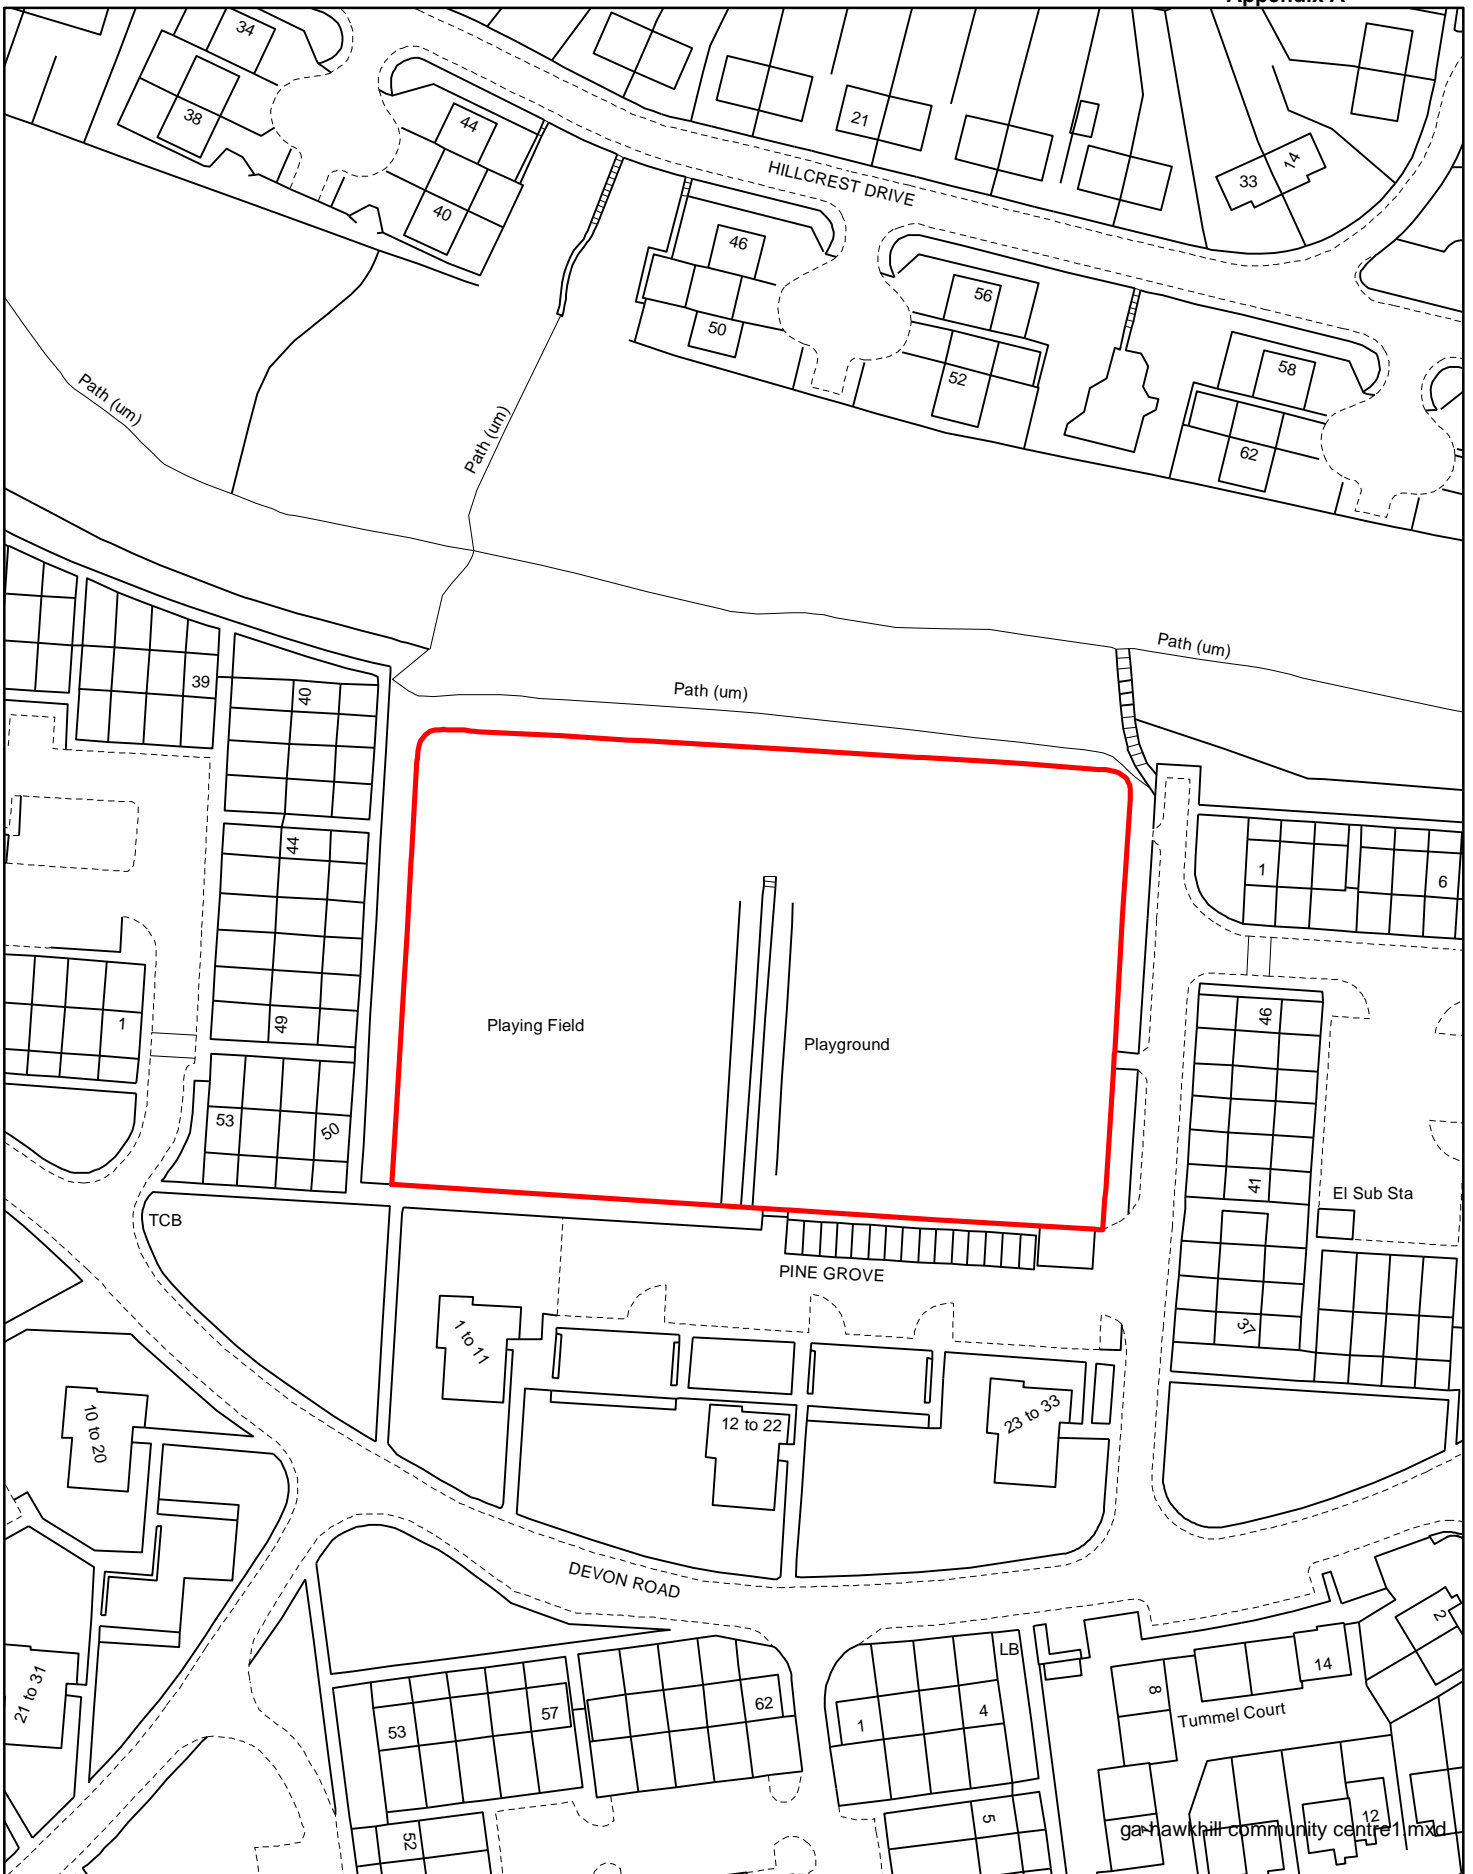 Appendix A
34
38
44
40
21
HILLCREST DRIVE
33
14
46
50
56
52
58
62
Path (um)
Path (um)
Path (um)
Path (um)
39
40
44
49
1
53
50
1
6
46
41
37
Playing Field
Playground
El Sub Sta
TCB
PINE GROVE
1 to 11
12 to 22
23 to 33
10 to 20
21 to 31
DEVON ROAD
53
57
62
52
1
4
LB
5
8
14
2
Tummel Court
12
ga-hawkhill community centre1.mxd